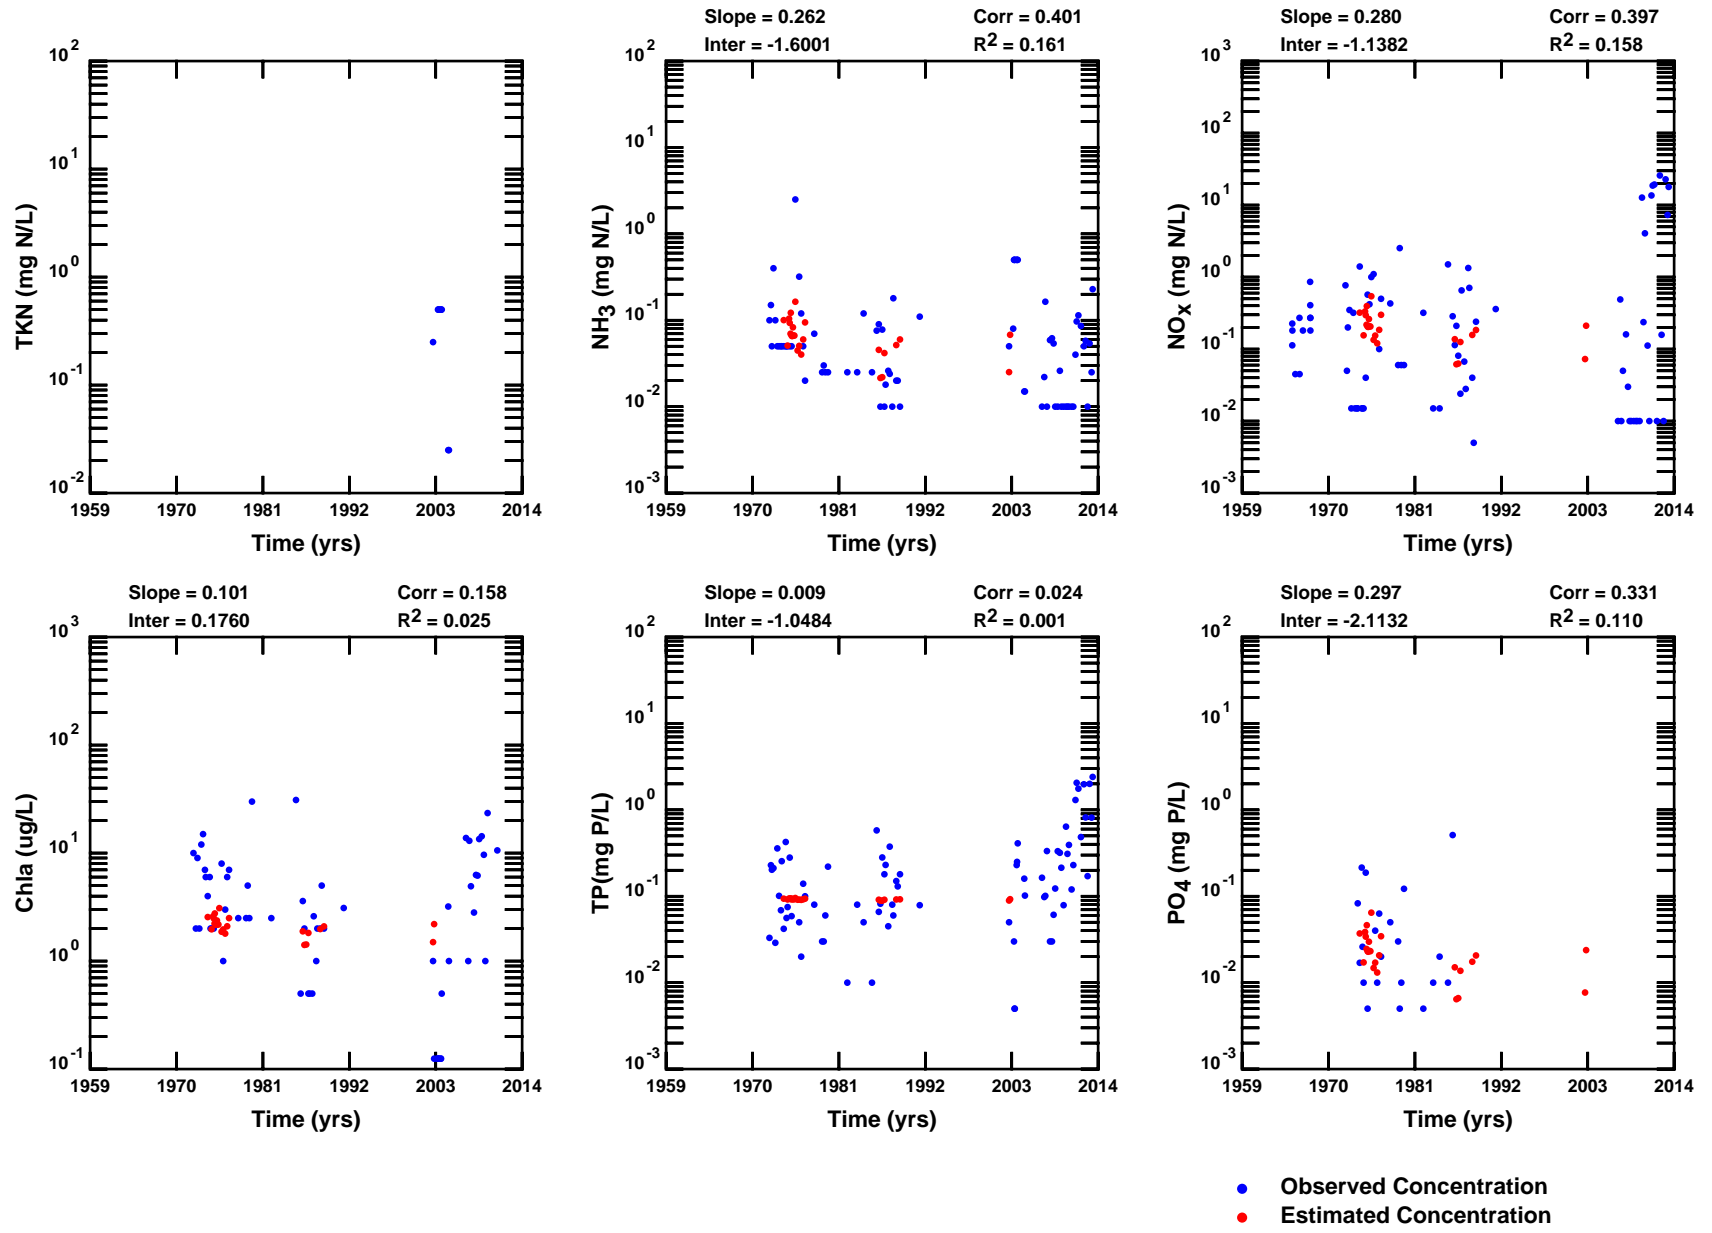 Slope = 0.262 Corr = 0.401 Slope = 0.280 Corr = 0.397
Inter = -1.6001 R2 = 0.161 Inter = -1.1382 R2 = 0.158
TKN (mg N/L)
10^2
10^1
10^0
10^-1
10^-2
1959 1970 1981 1992 2003 2014
Time (yrs)
NH3 (mg N/L)
10^2
10^1
10^0
10^-1
10^-2
10^-3
1959 1970 1981 1992 2003 2014
Time (yrs)
NOx (mg N/L)
10^3
10^2
10^1
10^0
10^-1
10^-2
10^-3
1959 1970 1981 1992 2003 2014
Time (yrs)
Slope = 0.101 Corr = 0.158 Slope = 0.009 Corr = 0.024 Slope = 0.297 Corr = 0.331
Inter = 0.1760 R2 = 0.025 Inter = -1.0484 R2 = 0.001 Inter = -2.1132 R2 = 0.110
Chla (ug/L)
10^3
10^2
10^1
10^0
10^-1
1959 1970 1981 1992 2003 2014
Time (yrs)
TP(mg P/L)
10^2
10^1
10^0
10^-1
10^-2
10^-3
1959 1970 1981 1992 2003 2014
Time (yrs)
PO4 (mg P/L)
10^2
10^1
10^0
10^-1
10^-2
10^-3
1959 1970 1981 1992 2003 2014
Time (yrs)
Observed Concentration
Estimated Concentration